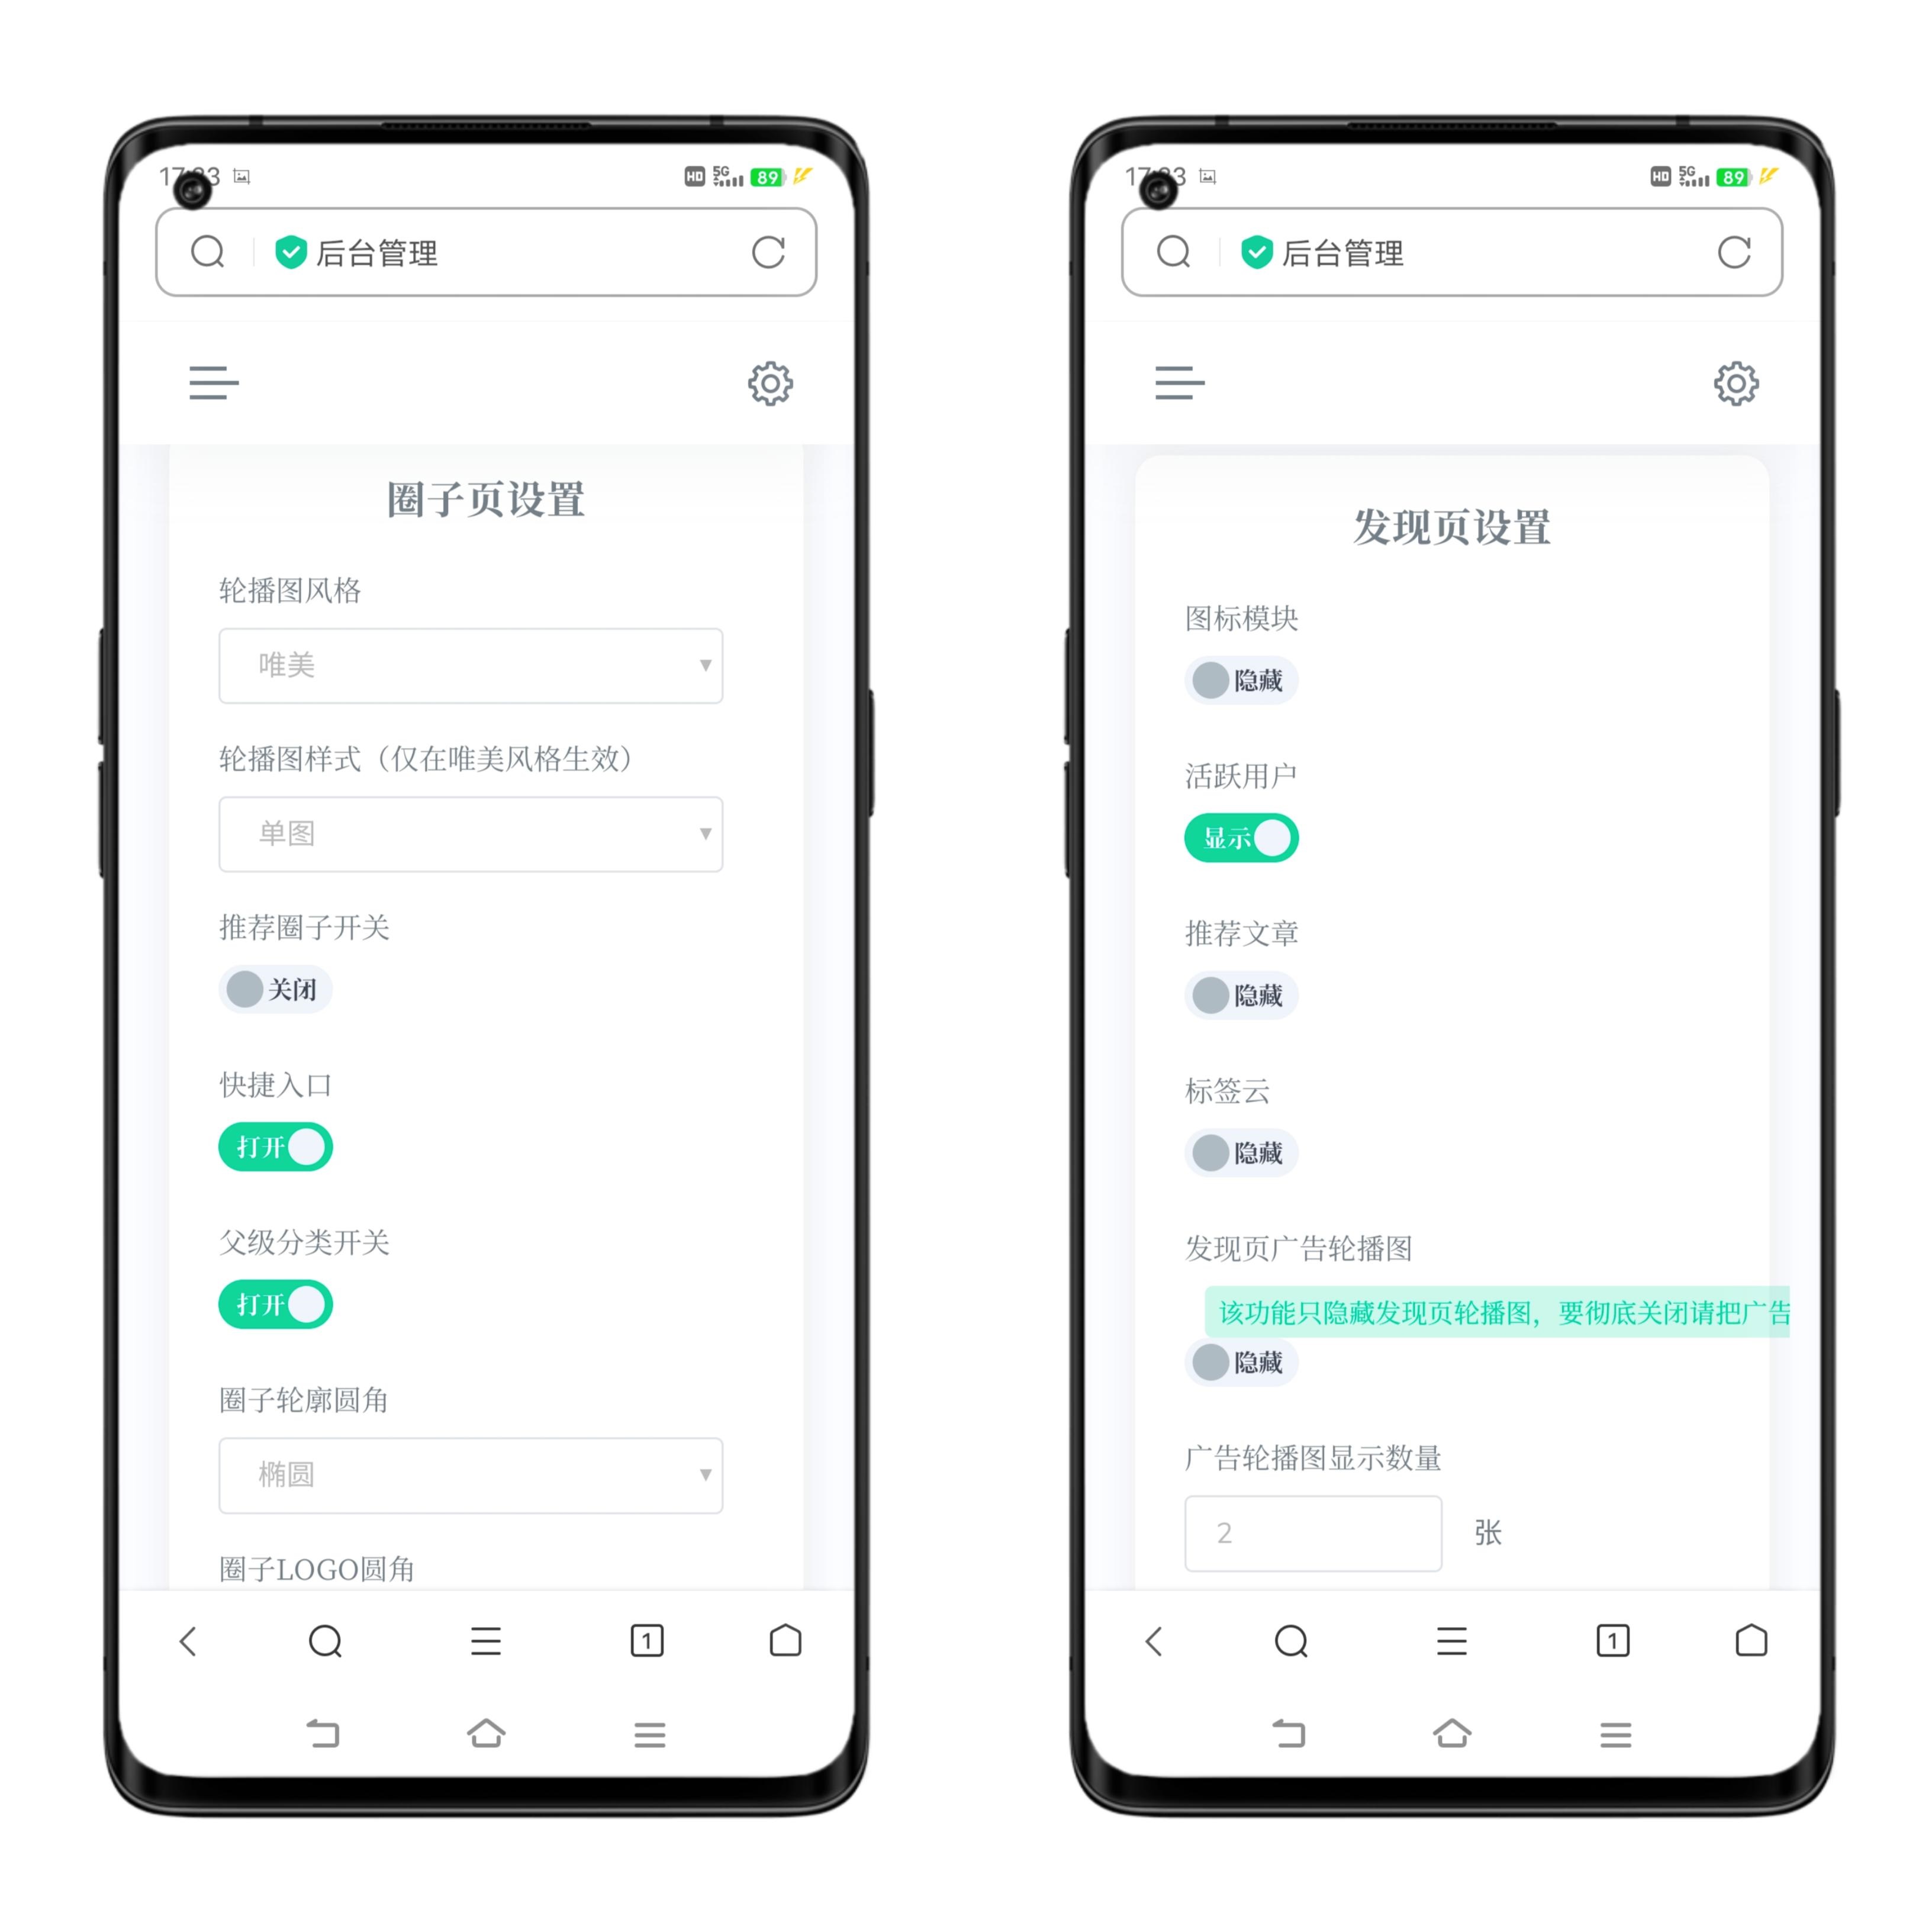 HD 5G 89
后台管理
圈子页设置
轮播图风格
唯美
轮播图样式（仅在唯美风格生效）
单图
推荐圈子开关
关闭
快捷入口
打开
父级分类开关
打开
圈子轮廓圆角
椭圆
圈子LOGO圆角
1
HD 5G 89
后台管理
发现页设置
图标模块
隐藏
活跃用户
显示
推荐文章
隐藏
标签云
隐藏
发现页广告轮播图
该功能只隐藏发现页轮播图，要彻底关闭请把广告
隐藏
广告轮播图显示数量
2 张
1